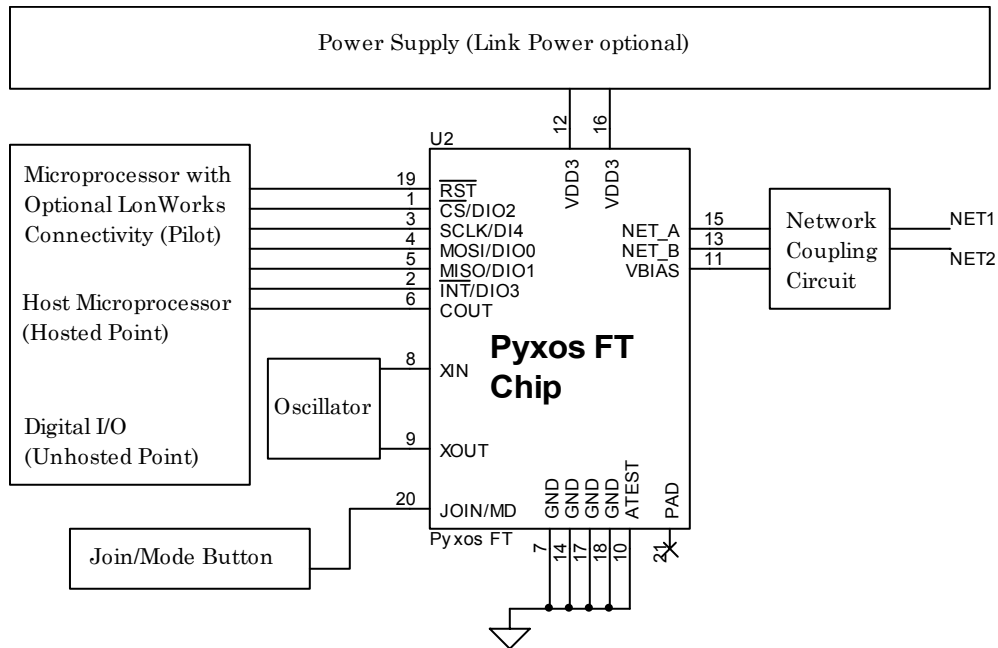 Power Supply (Link Power optional)
12
16
U2
VDD3
VDD3
Microprocessor with
Optional LonWorks
Connectivity (Pilot)
Host Microprocessor
(Hosted Point)
Digital I/O
(Unhosted Point)
19
1
3
4
5
2
6
RST
CS/DIO2
SCLK/DI4
MOSI/DIO0
MISO/DIO1
INT/DIO3
COUT
NET_A
NET_B
VBIAS
15
13
11
Network
Coupling
Circuit
NET1
NET2
Pyxos FT
Chip
Oscillator
8
XIN
9
XOUT
20
JOIN/MD
Pyxos FT
Join/Mode Button
GND
GND
GND
GND
ATEST
PAD
7
14
17
18
10
21